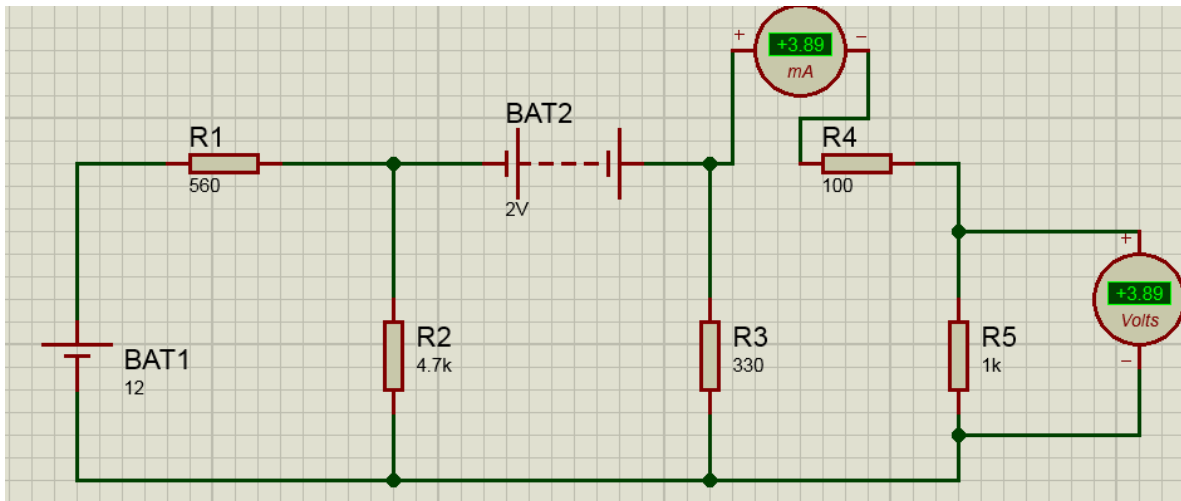 + +3.89 −
mA
BAT2
R1
R4
560
100
2V
+
+3.89
Volts
−
BAT1
12
R2
4.7k
R3
330
R5
1k